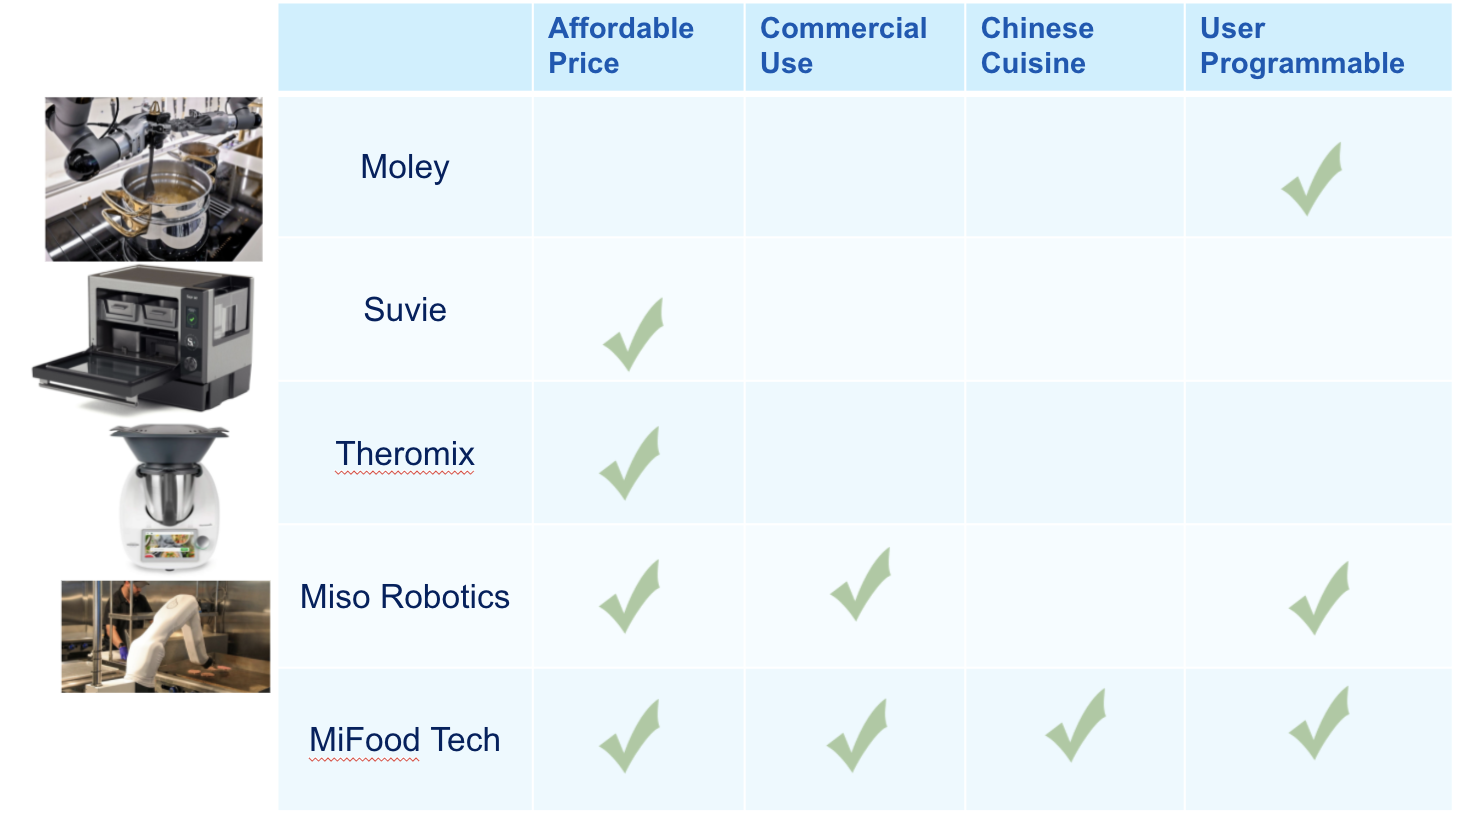 Affordable Price
Commercial Use
Chinese Cuisine
User Programmable
Moley
Suvie
Theromix
Miso Robotics
MiFood Tech